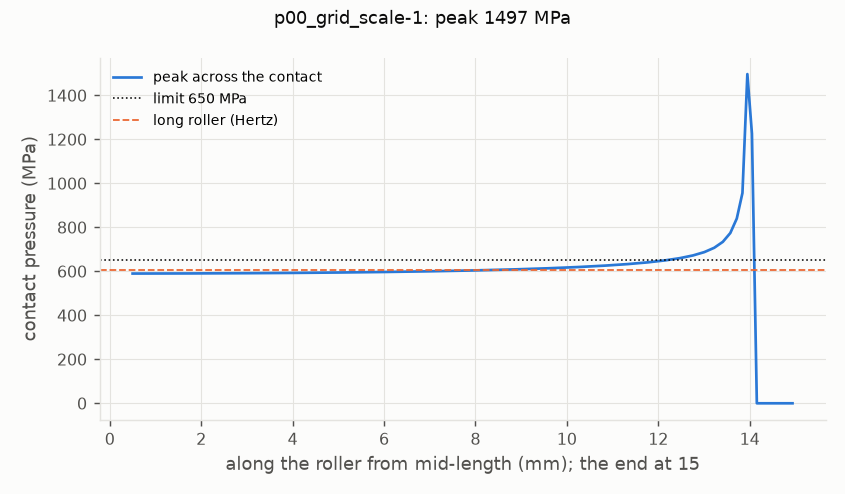 p00_grid_scale-1: peak 1497 MPa
peak across the contact
limit 650 MPa
long roller (Hertz)
contact pressure (MPa)
1400
1200
1000
800
600
400
200
0
0 2 4 6 8 10 12 14
along the roller from mid-length (mm); the end at 15